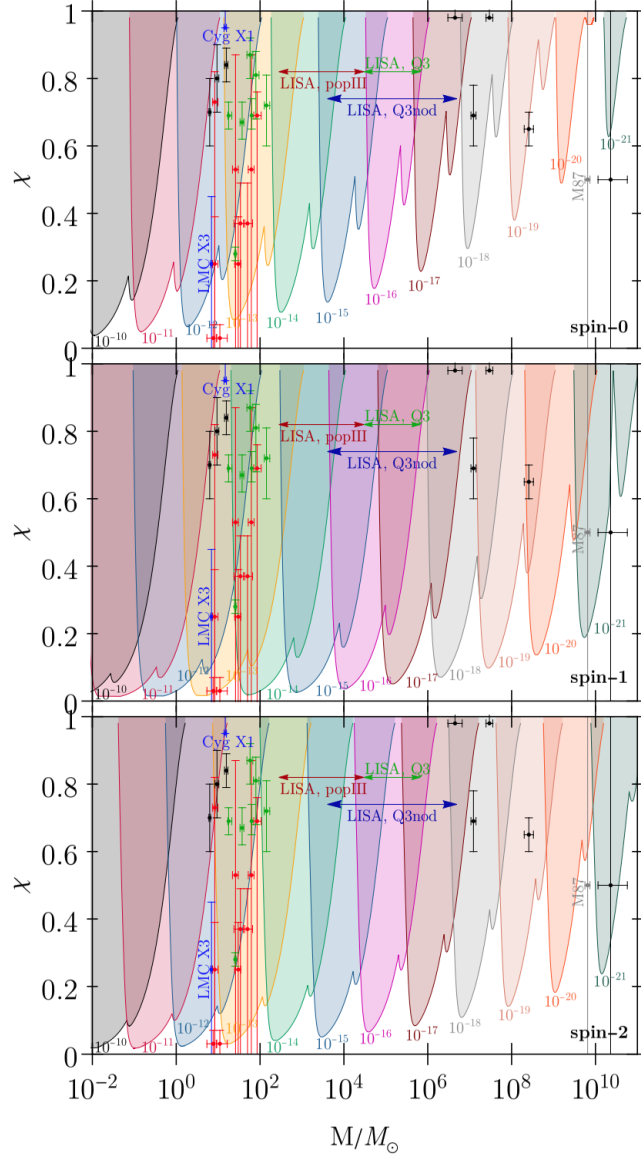 1
0.8
0.6
0.4
0.2
0
χ
Cyg X1
LISA, Q3
LISA, popIII
LISA, Q3nod
LMC X3
M87
10⁻¹⁰
10⁻¹¹
10⁻¹²
10⁻¹³
10⁻¹⁴
10⁻¹⁵
10⁻¹⁶
10⁻¹⁷
10⁻¹⁸
10⁻¹⁹
10⁻²⁰
10⁻²¹
spin-0
1
0.8
0.6
0.4
0.2
0
χ
Cyg X1
LISA, Q3
LISA, popIII
LISA, Q3nod
LMC X3
M87
10⁻¹⁰
10⁻¹¹
10⁻¹²
10⁻¹³
10⁻¹⁴
10⁻¹⁵
10⁻¹⁶
10⁻¹⁷
10⁻¹⁸
10⁻¹⁹
10⁻²⁰
10⁻²¹
spin-1
1
0.8
0.6
0.4
0.2
0
χ
Cyg X1
LISA, Q3
LISA, popIII
LISA, Q3nod
LMC X3
M87
10⁻¹⁰
10⁻¹¹
10⁻¹²
10⁻¹³
10⁻¹⁴
10⁻¹⁵
10⁻¹⁶
10⁻¹⁷
10⁻¹⁸
10⁻¹⁹
10⁻²⁰
10⁻²¹
spin-2
10⁻² 10⁰ 10² 10⁴ 10⁶ 10⁸ 10¹⁰
M/M⊙